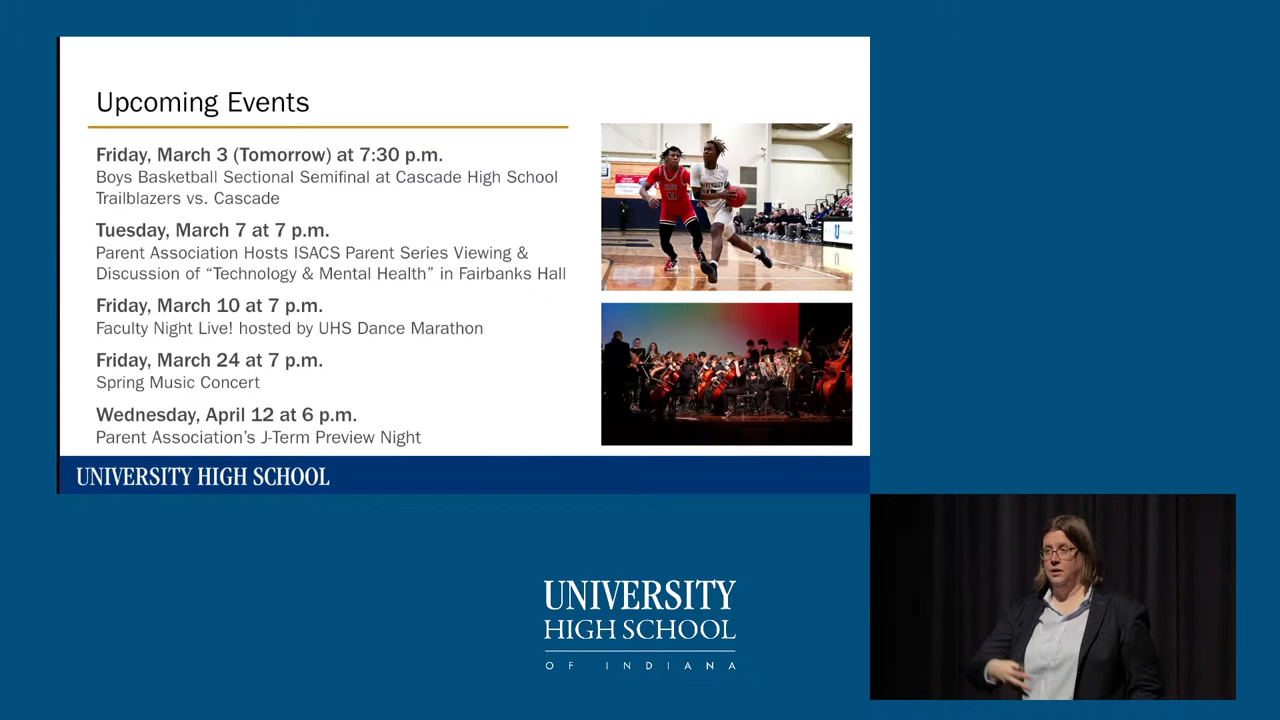 Upcoming Events
Friday, March 3 (Tomorrow) at 7:30 p.m.
Boys Basketball Sectional Semifinal at Cascade High School
Trailblazers vs. Cascade
Tuesday, March 7 at 7 p.m.
Parent Association Hosts ISACS Parent Series Viewing &
Discussion of “Technology & Mental Health” in Fairbanks Hall
Friday, March 10 at 7 p.m.
Faculty Night Live! hosted by UHS Dance Marathon
Friday, March 24 at 7 p.m.
Spring Music Concert
Wednesday, April 12 at 6 p.m.
Parent Association’s J-Term Preview Night
UNIVERSITY HIGH SCHOOL
UNIVERSITY
HIGH SCHOOL
OF INDIANA